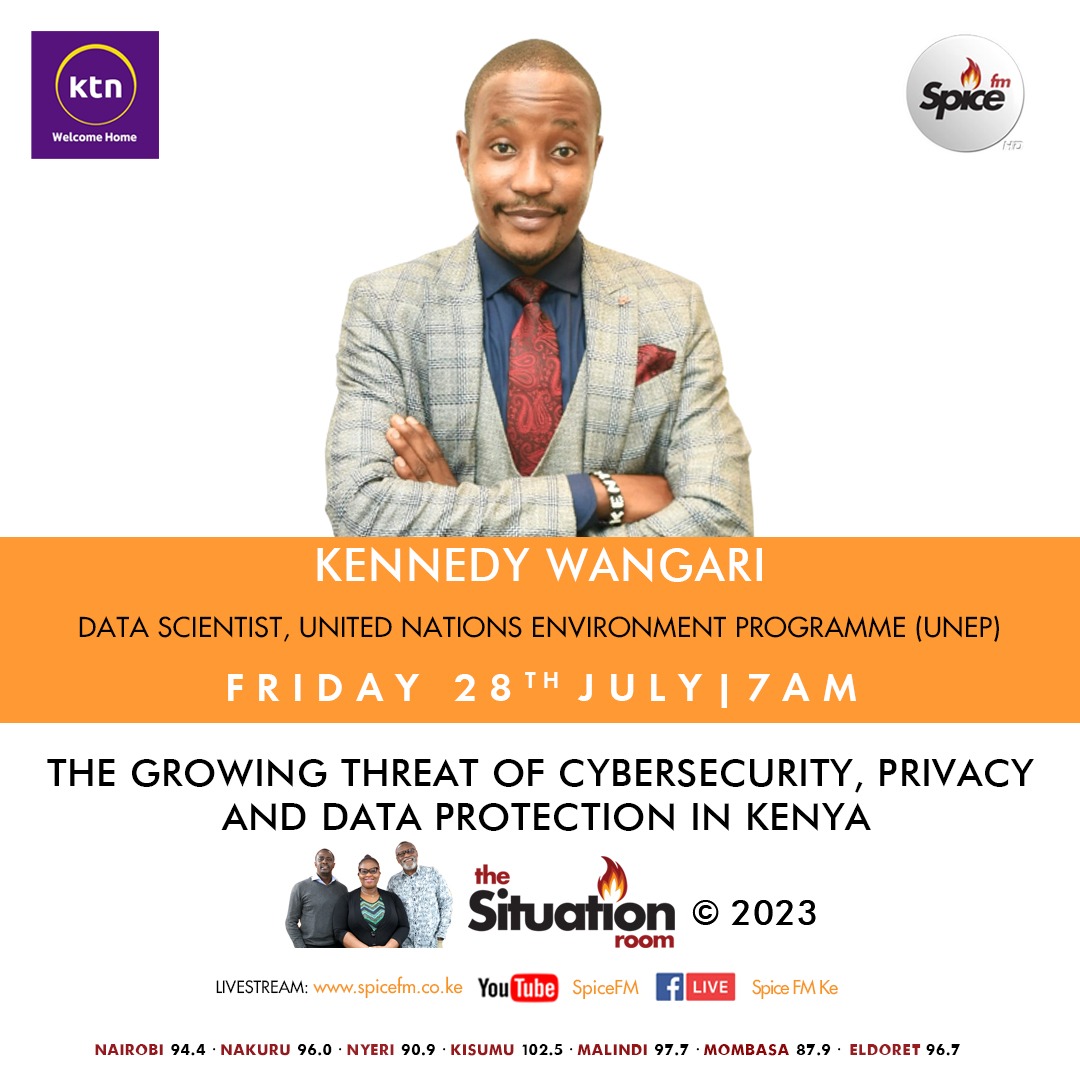 ktn
Welcome Home
Spice fm
HD
KENYA
KENNEDY WANGARI
DATA SCIENTIST, UNITED NATIONS ENVIRONMENT PROGRAMME (UNEP)
FRIDAY 28TH JULY|7AM
THE GROWING THREAT OF CYBERSECURITY, PRIVACY
AND DATA PROTECTION IN KENYA
the
Situation
room
© 2023
LIVESTREAM: www.spicefm.co.ke YouTube SpiceFM f LIVE Spice FM Ke
NAIROBI 94.4 · NAKURU 96.0 · NYERI 90.9 · KISUMU 102.5 · MALINDI 97.7 · MOMBASA 87.9 · ELDORET 96.7